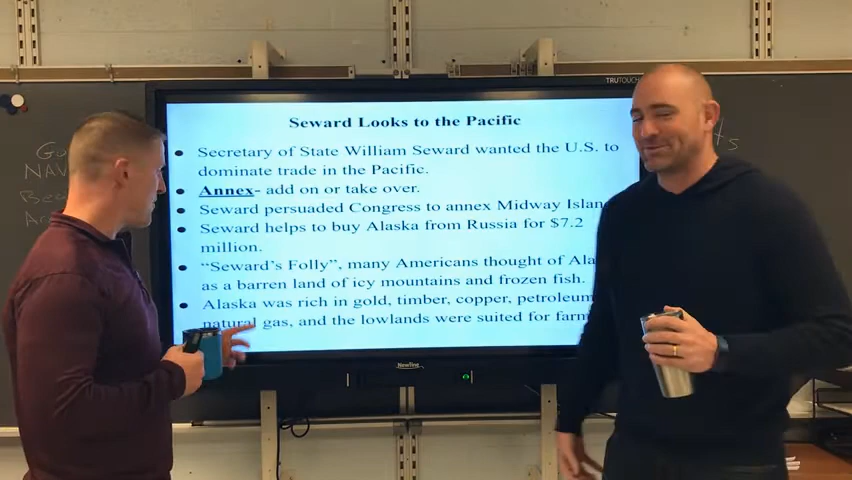 TRUTOUCH
Seward Looks to the Pacific
Secretary of State William Seward wanted the U.S. to
dominate trade in the Pacific.
Annex- add on or take over.
Seward persuaded Congress to annex Midway Islan
Seward helps to buy Alaska from Russia for $7.2
million.
“Seward’s Folly”, many Americans thought of Ala
as a barren land of icy mountains and frozen fish.
Alaska was rich in gold, timber, copper, petroleum
natural gas, and the lowlands were suited for farm
Newline